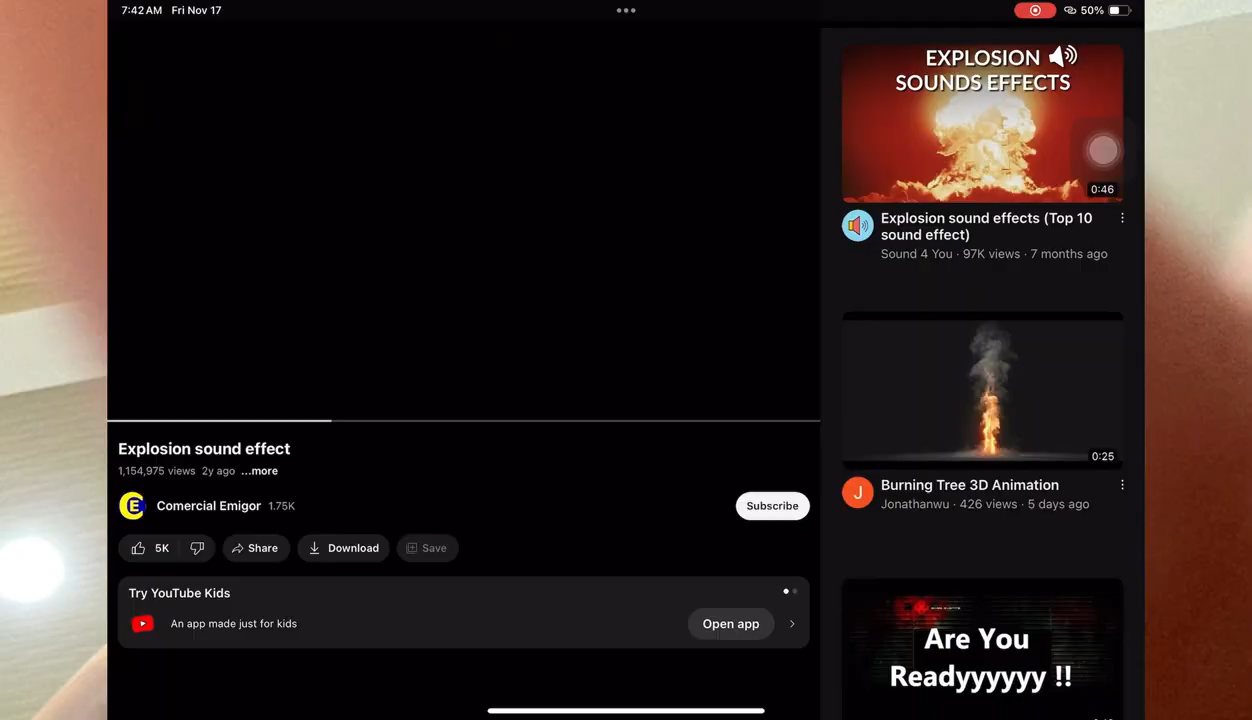 7:42 AM Fri Nov 17
50%
EXPLOSION
SOUNDS EFFECTS
0:46
Explosion sound effects (Top 10
sound effect)
Sound 4 You · 97K views · 7 months ago
0:25
J
Burning Tree 3D Animation
Jonathanwu · 426 views · 5 days ago
Are You
Readyyyyyy !!
Explosion sound effect
1,154,975 views 2y ago ...more
E
Comercial Emigor 1.75K
Subscribe
5K
Share
Download
Save
Try YouTube Kids
An app made just for kids
Open app